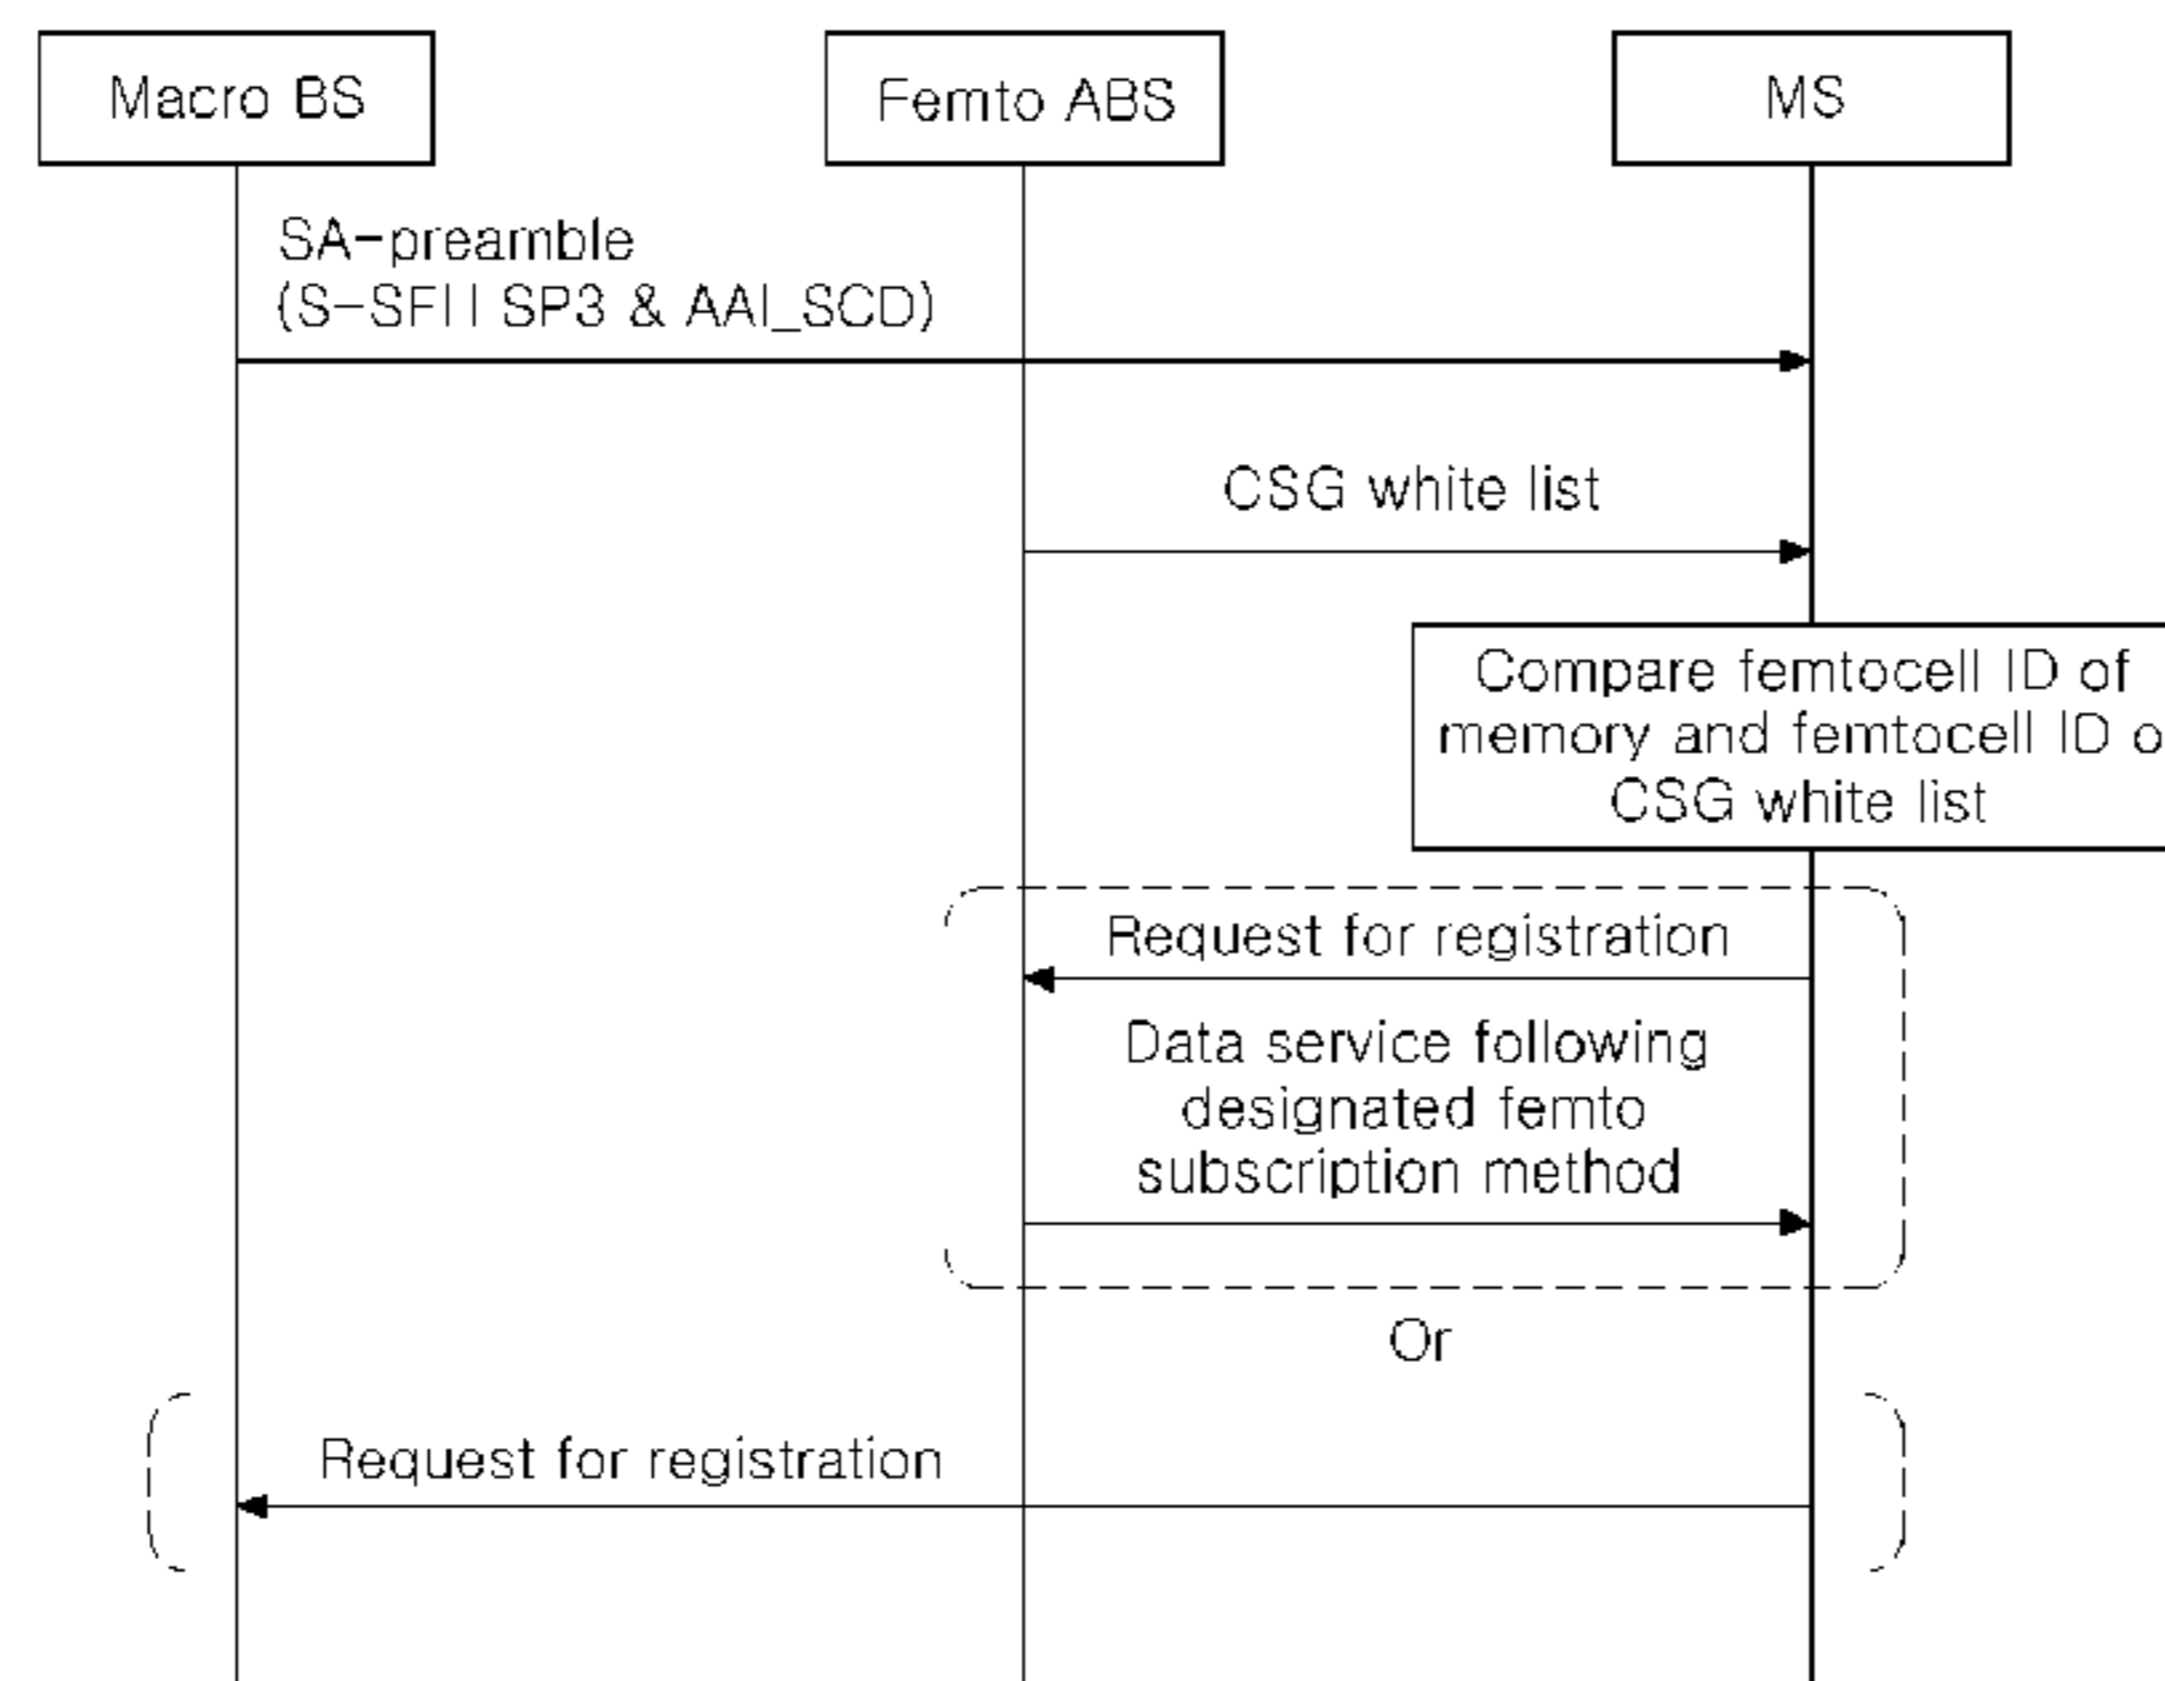 Macro BS
Femto ABS
MS
SA-preamble
(S-SFH SP3 & AAI_SCD)
CSG white list
Compare femtocell ID of
memory and femtocell ID o
CSG white list
Request for registration
Data service following
designated femto
subscription method
Or
Request for registration